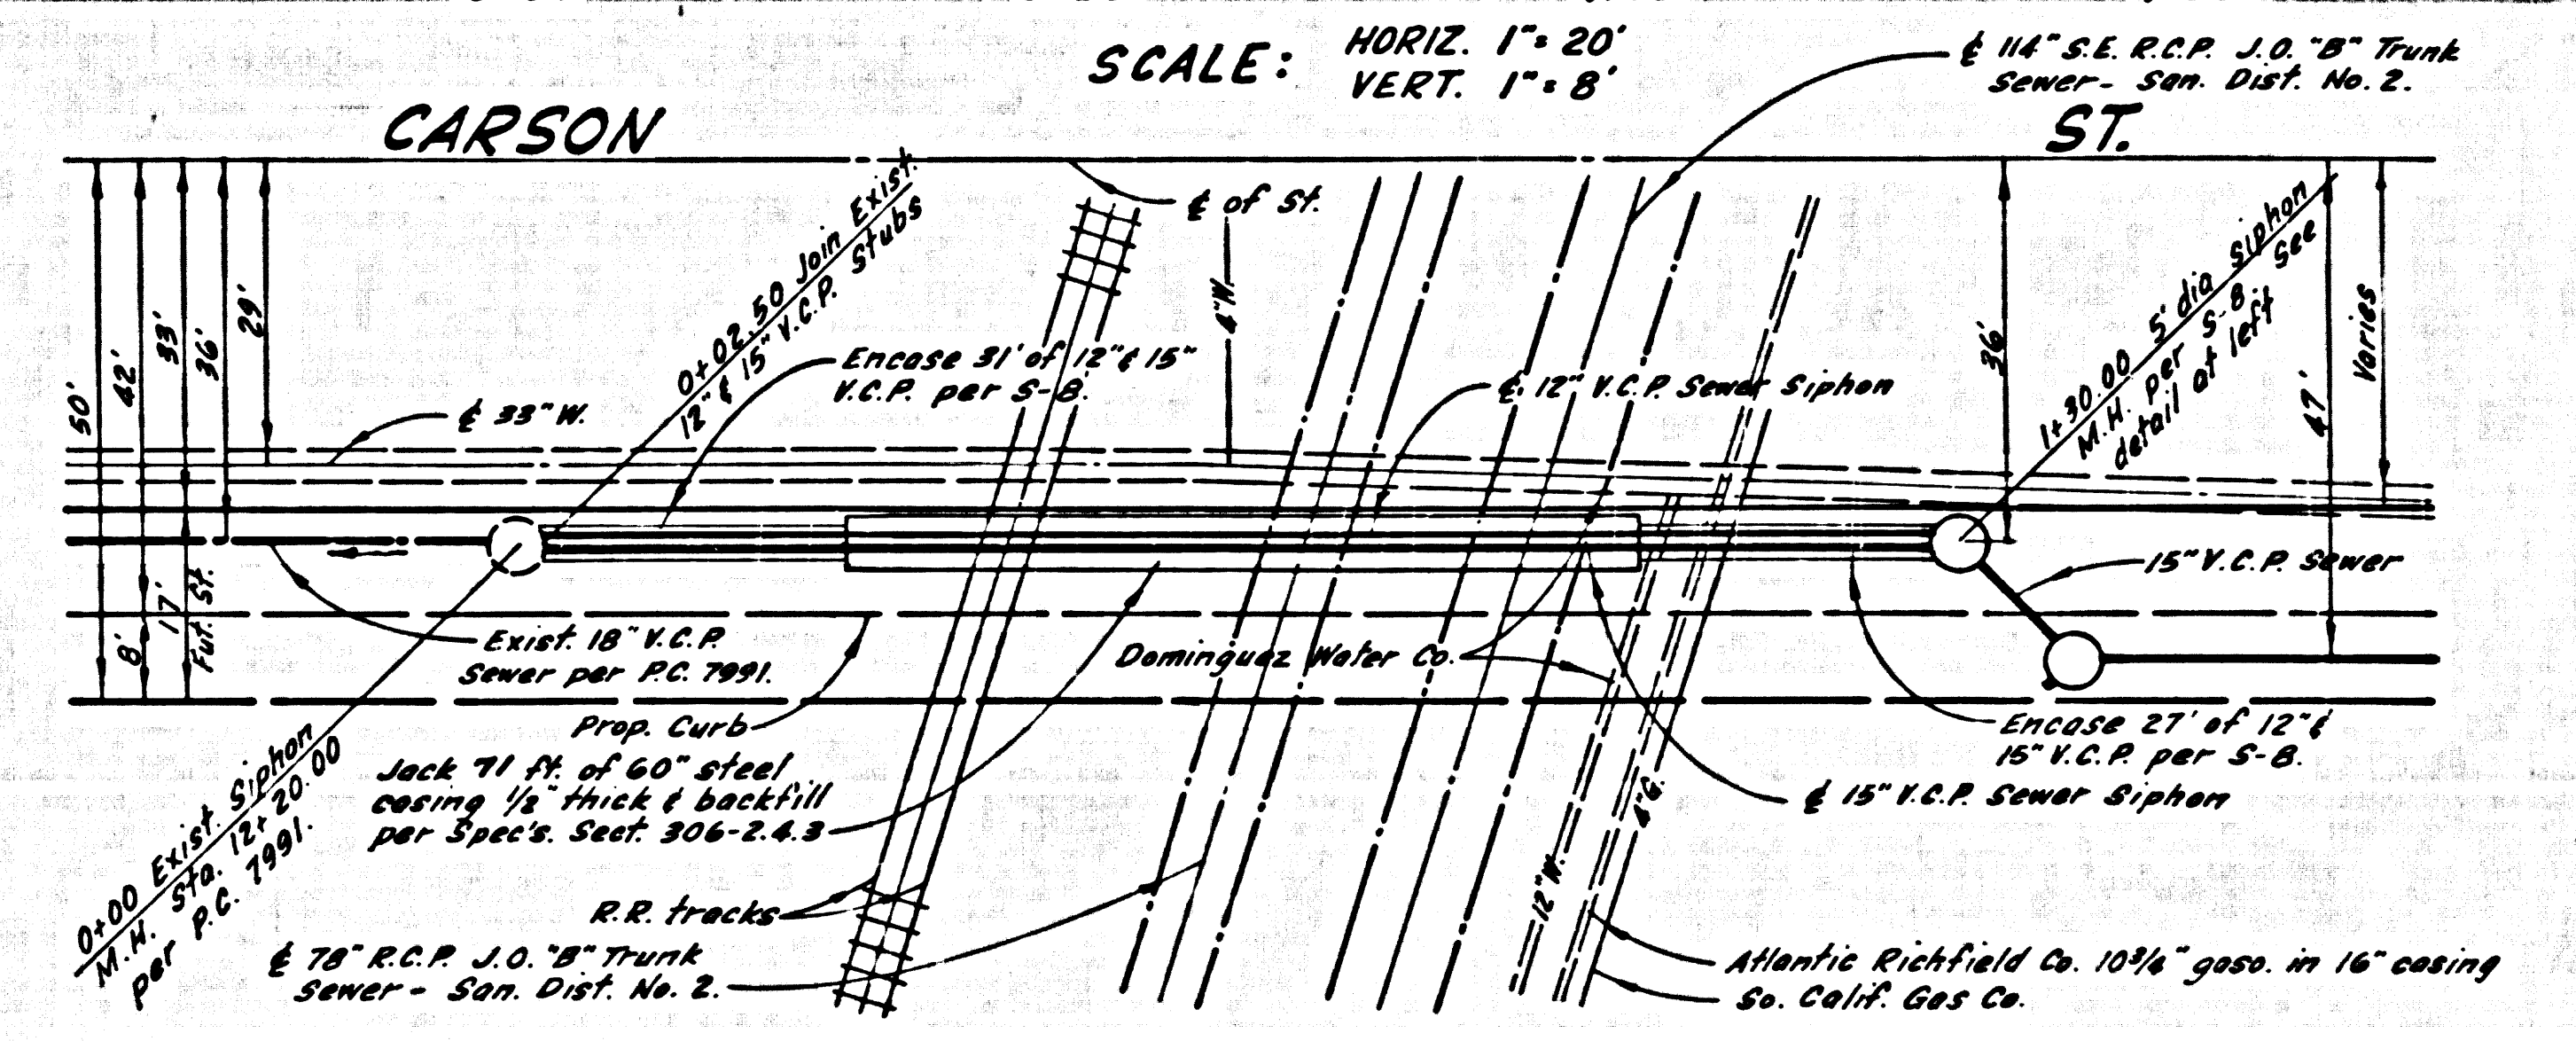 SCALE: HORIZ. 1"= 20'
VERT. 1"= 8'
CARSON ST.
℄ 114" S.E. R.C.P. J.O. "B" Trunk
Sewer - San. Dist. No. 2.
℄ of St.
0+02.50 Join Exist.
12" & 15" V.C.P. Stubs
1+30.00 5' dia Siphon
M.H. per S-8. See
detail at left
50'
42'
33'
36'
29'
4" W.
36'
47'
Varies
Encase 31' of 12" & 15"
V.C.P. per S-8.
℄ 33" W.
℄ 12" V.C.P. Sewer Siphon
15" V.C.P. Sewer
8'
17'
Fut. St.
Exist. 18" V.C.P.
Sewer per P.C. 7991.
Dominguez Water Co.
Prop. Curb
Encase 27' of 12" &
15" V.C.P. per S-8.
Jack 71 ft. of 60" steel
casing 1/2" thick & backfill
per Spec's. Sect. 306-2.4.3
℄ 15" V.C.P. Sewer Siphon
0+00 Exist. Siphon
M.H. Sta. 12+20.00
per P.C. 7991.
12" W.
4" G.
R.R. tracks
℄ 78" R.C.P. J.O. "B" Trunk
Sewer - San. Dist. No. 2.
Atlantic Richfield Co. 10 3/4" gaso. in 16" casing
So. Calif. Gas Co.